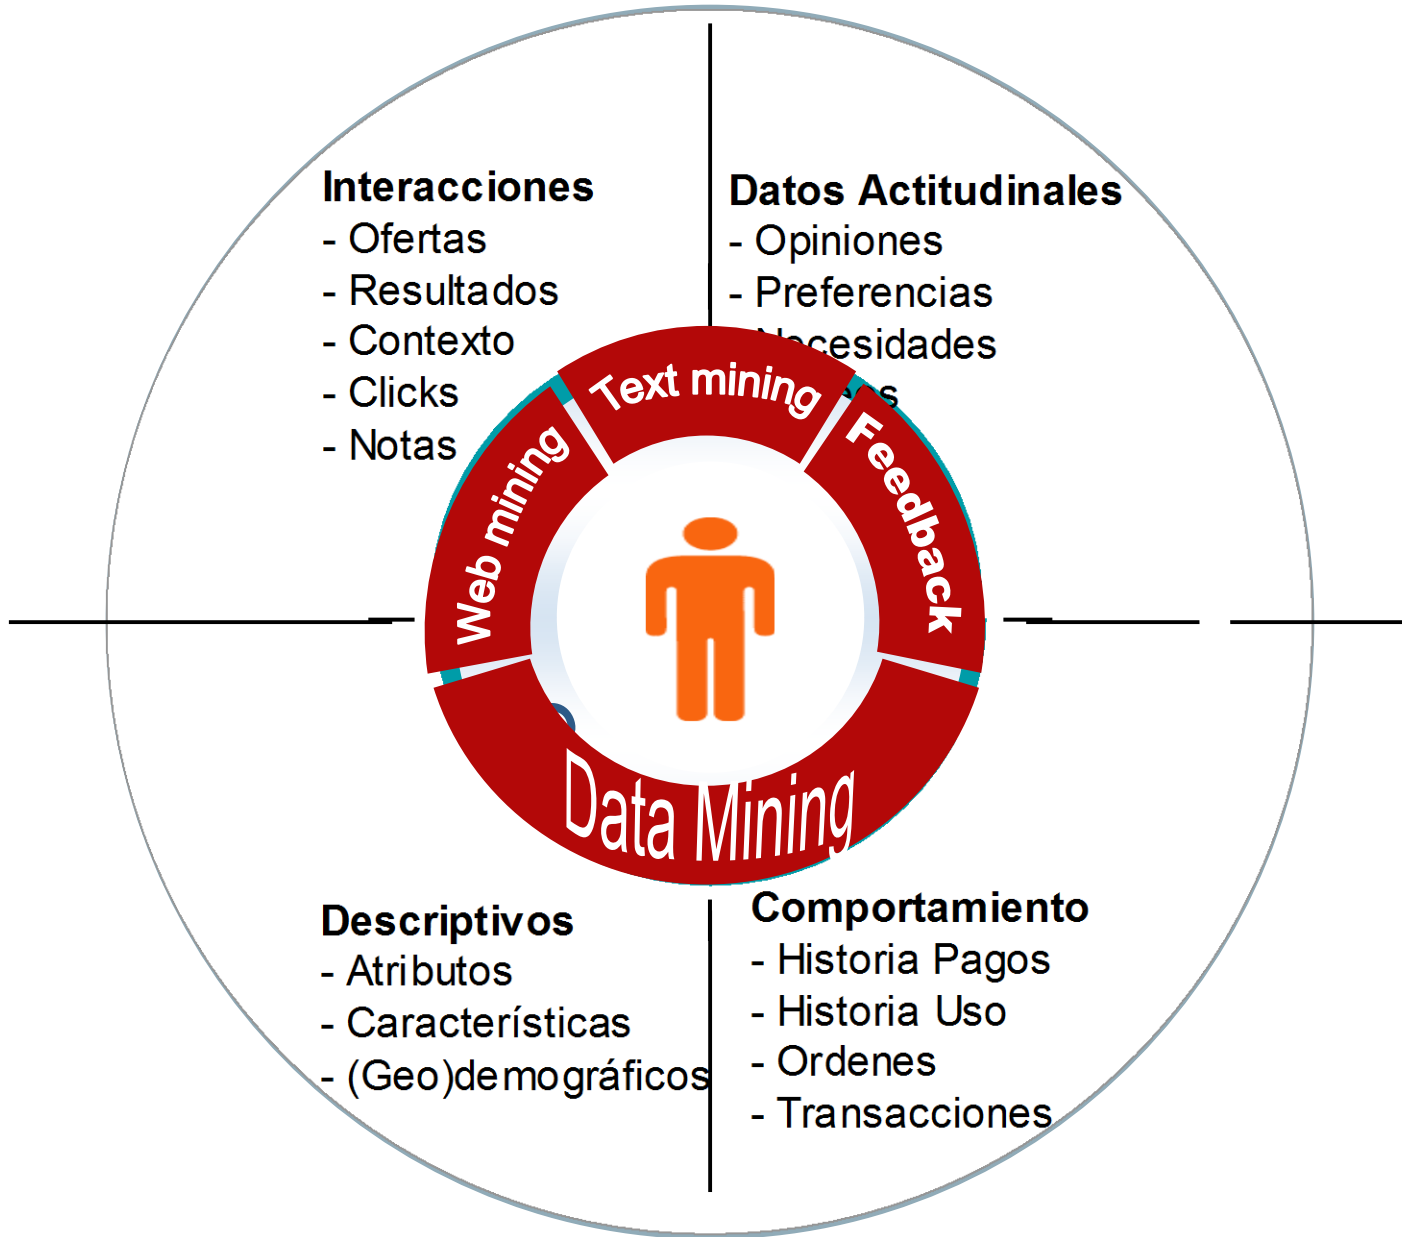 Interacciones
- Ofertas
- Resultados
- Contexto
- Clicks
- Notas
Datos Actitudinales
- Opiniones
- Preferencias
Necesidades
Text mining
Web mining
Feedback
Data Mining
Descriptivos
- Atributos
- Características
- (Geo)demográficos
Comportamiento
- Historia Pagos
- Historia Uso
- Ordenes
- Transacciones